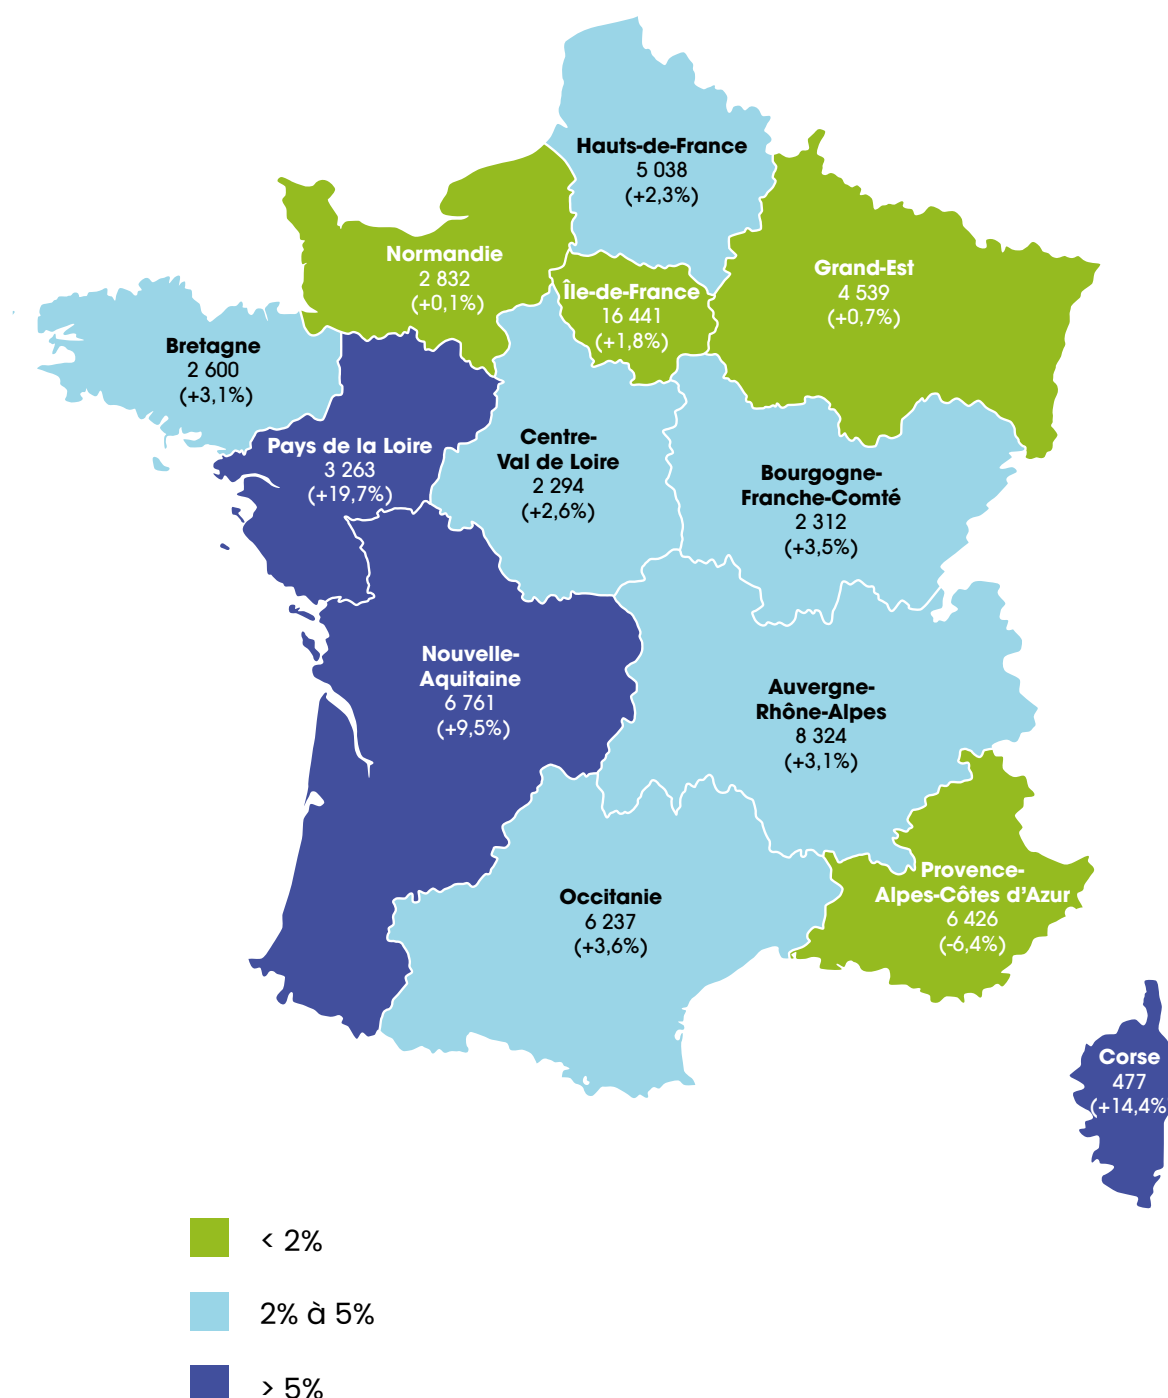 Hauts-de-France
5 038
(+2,3%)
Normandie
2 832
(+0,1%)
Île-de-France
16 441
(+1,8%)
Grand-Est
4 539
(+0,7%)
Bretagne
2 600
(+3,1%)
Pays de la Loire
3 263
(+19,7%)
Centre-
Val de Loire
2 294
(+2,6%)
Bourgogne-
Franche-Comté
2 312
(+3,5%)
Nouvelle-
Aquitaine
6 761
(+9,5%)
Auvergne-
Rhône-Alpes
8 324
(+3,1%)
Occitanie
6 237
(+3,6%)
Provence-
Alpes-Côtes d'Azur
6 426
(-6,4%)
Corse
477
(+14,4%
< 2%
2% à 5%
> 5%